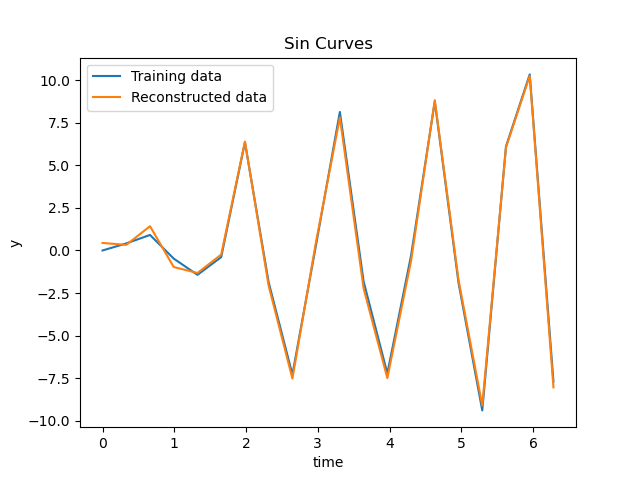 Sin Curves
Training data
Reconstructed data
10.0
7.5
5.0
2.5
0.0
−2.5
−5.0
−7.5
−10.0
y
0 1 2 3 4 5 6
time